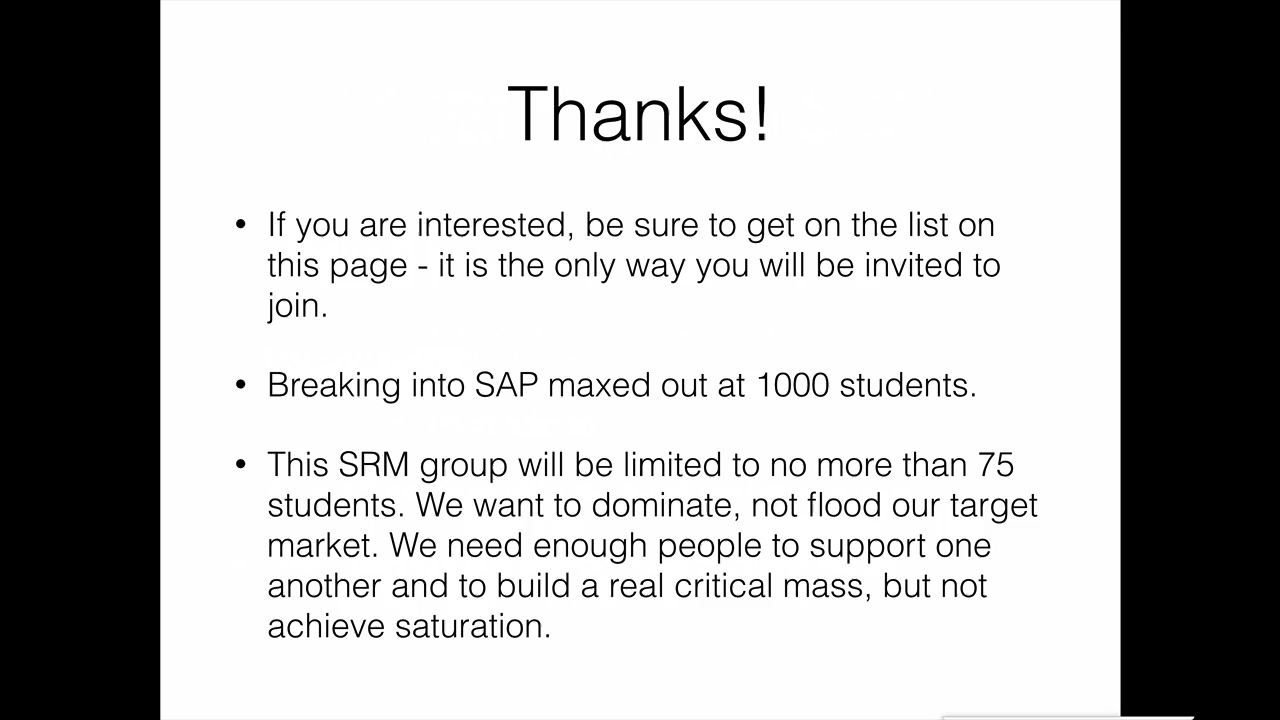 Thanks!
• If you are interested, be sure to get on the list on
this page - it is the only way you will be invited to
join.
• Breaking into SAP maxed out at 1000 students.
• This SRM group will be limited to no more than 75
students. We want to dominate, not flood our target
market. We need enough people to support one
another and to build a real critical mass, but not
achieve saturation.